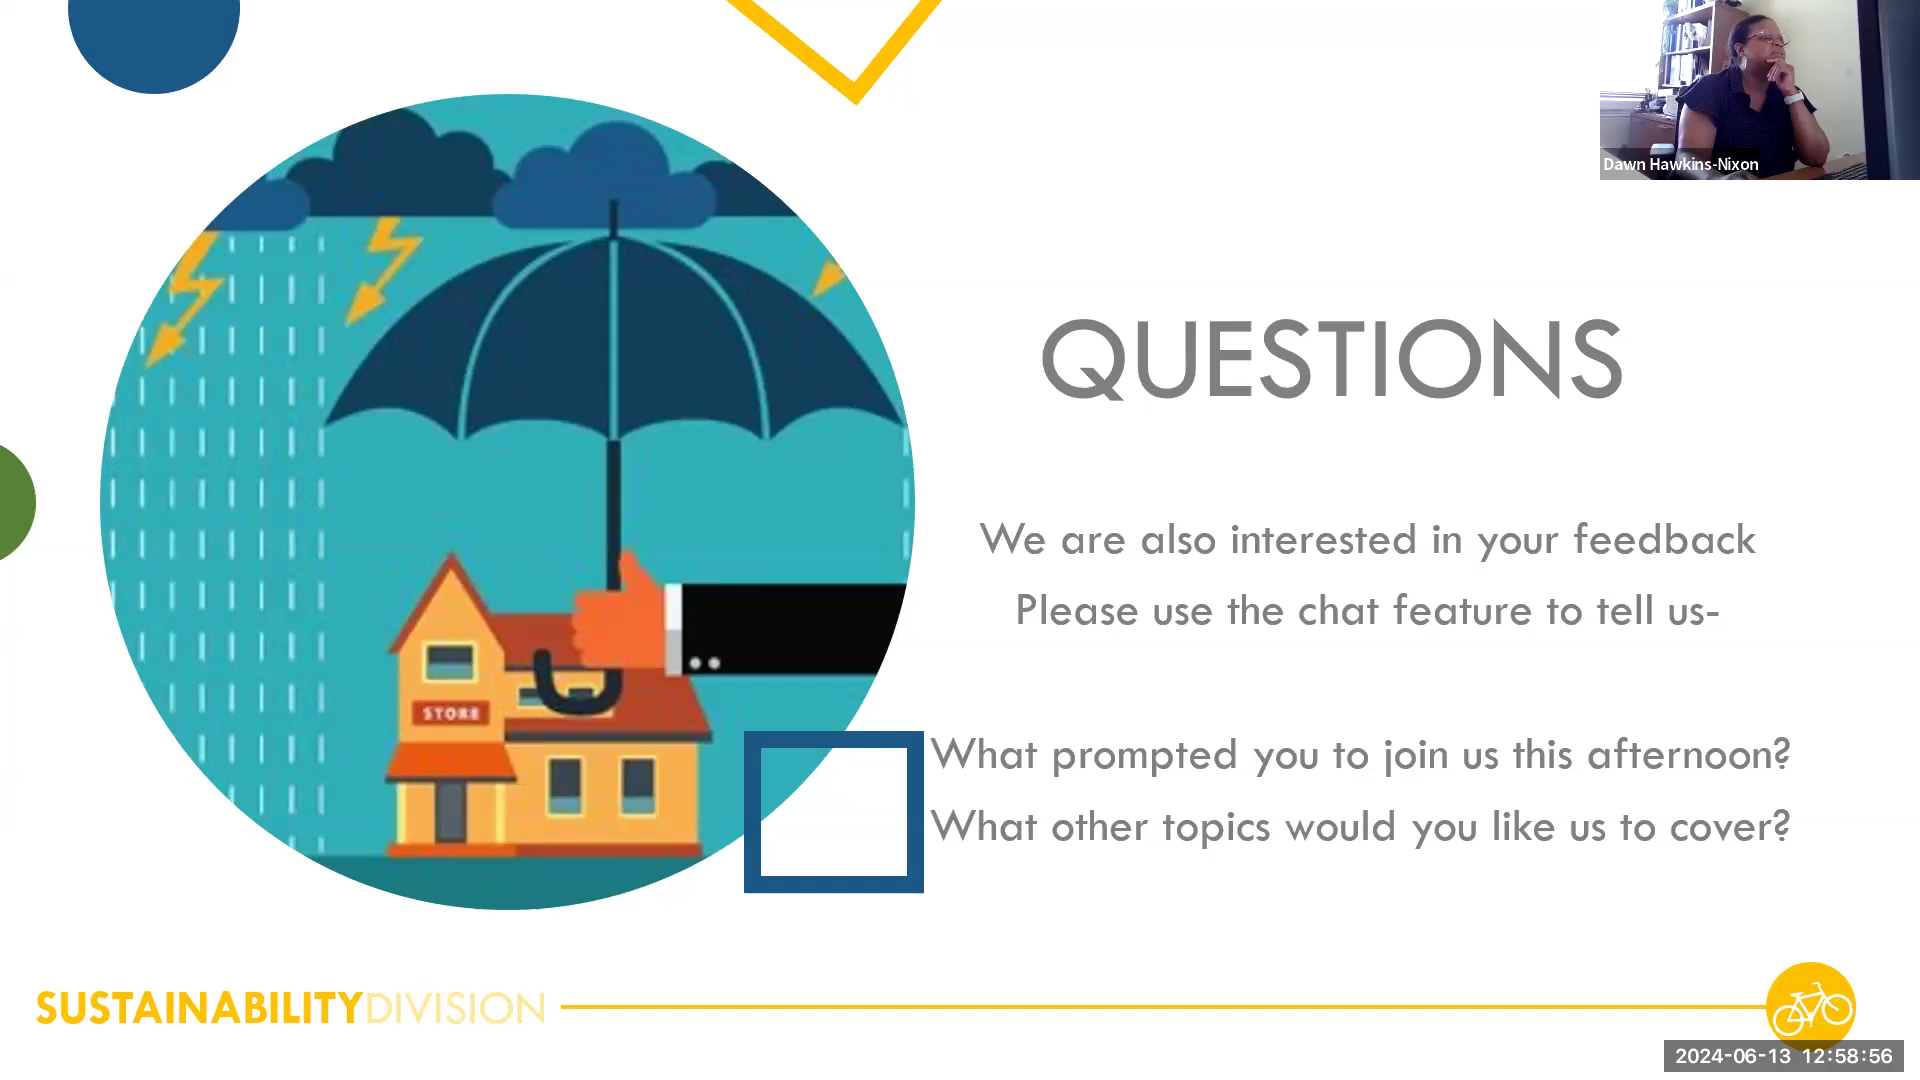 Dawn Hawkins-Nixon
QUESTIONS
We are also interested in your feedback
Please use the chat feature to tell us-
STORE
What prompted you to join us this afternoon?
What other topics would you like us to cover?
SUSTAINABILITYDIVISION
2024-06-13 12:58:56